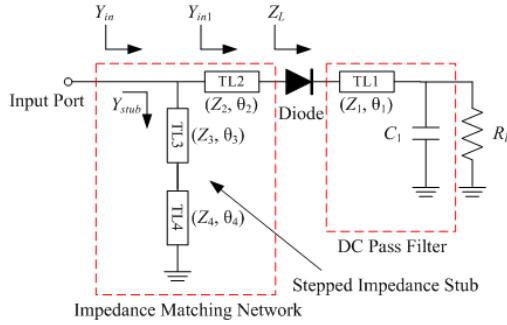 Y_in
Y_in1
Z_L
Input Port
Y_stub
TL2
(Z_2, θ_2)
Diode
TL1
(Z_1, θ_1)
C_1
R_l
TL3
(Z_3, θ_3)
TL4
(Z_4, θ_4)
DC Pass Filter
Stepped Impedance Stub
Impedance Matching Network